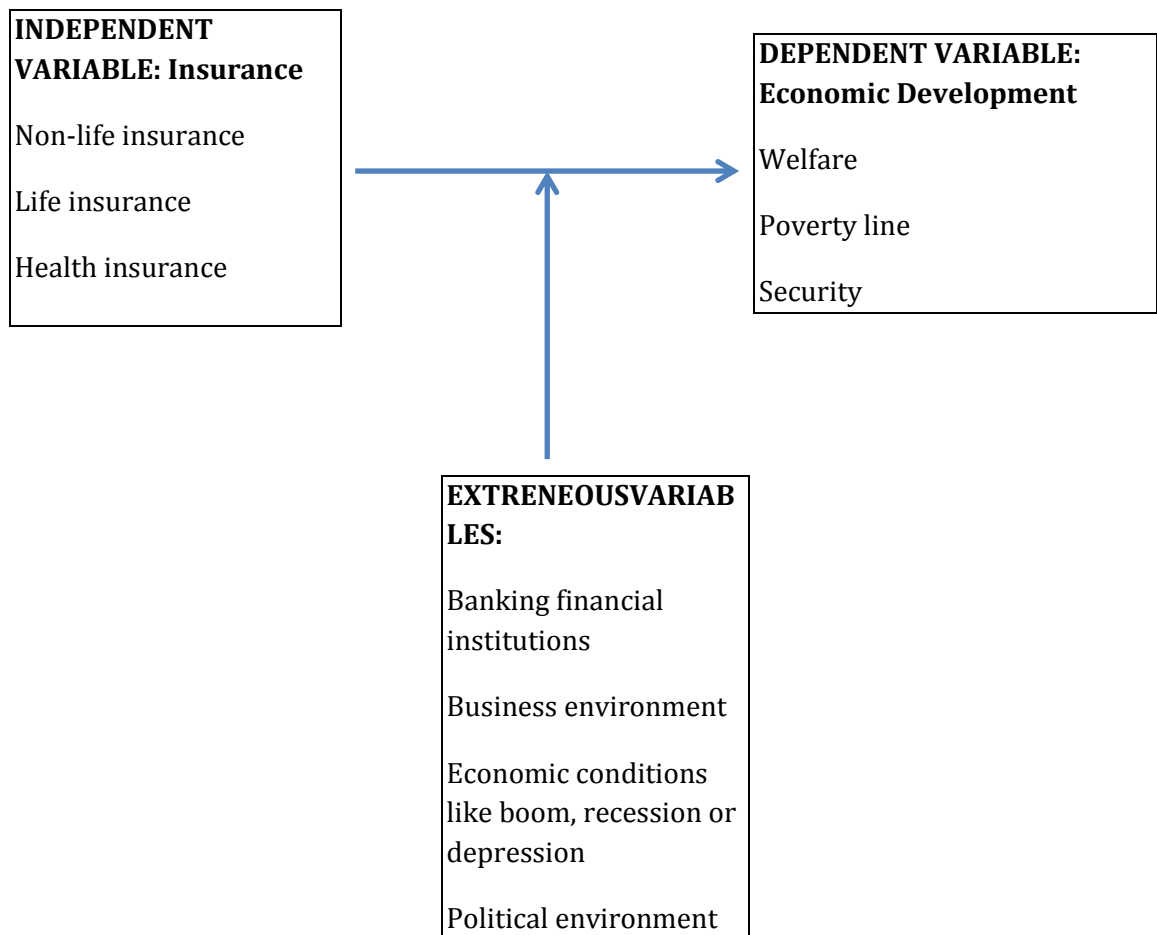 INDEPENDENT
VARIABLE: Insurance
Non-life insurance
Life insurance
Health insurance
DEPENDENT VARIABLE:
Economic Development
Welfare
Poverty line
Security
EXTRENEOUSVARIAB
LES:
Banking financial
institutions
Business environment
Economic conditions
like boom, recession or
depression
Political environment